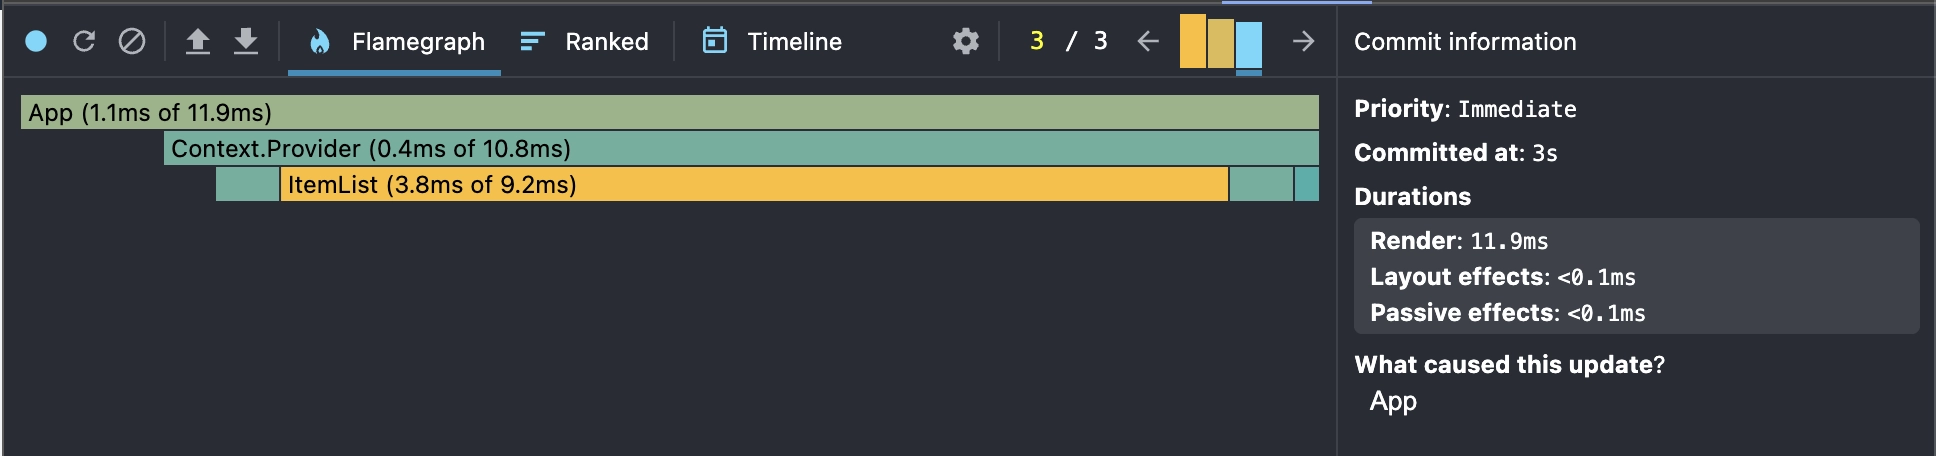 Flamegraph Ranked Timeline 3 / 3 Commit information
App (1.1ms of 11.9ms)
Context.Provider (0.4ms of 10.8ms)
ItemList (3.8ms of 9.2ms)
Priority: Immediate
Committed at: 3s
Durations
Render: 11.9ms
Layout effects: <0.1ms
Passive effects: <0.1ms
What caused this update?
App